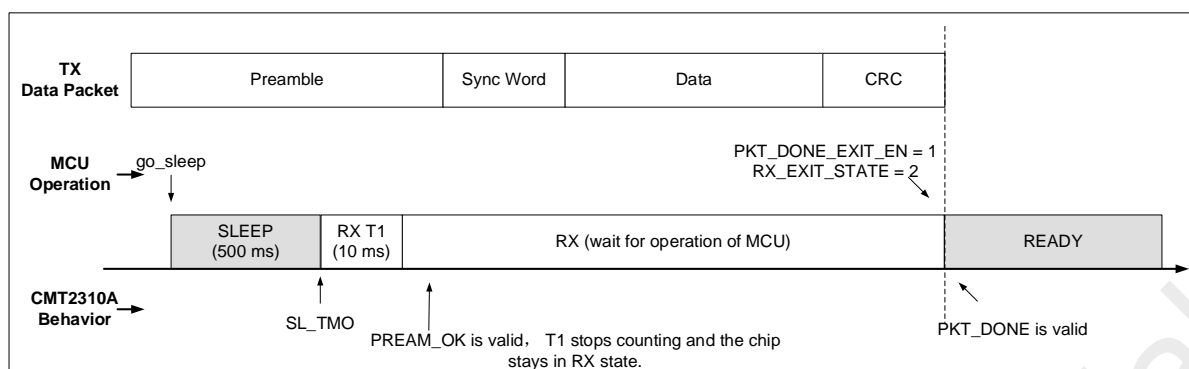 TX
Data Packet
Preamble
Sync Word
Data
CRC
MCU
Operation
go_sleep
PKT_DONE_EXIT_EN = 1
RX_EXIT_STATE = 2
SLEEP
(500 ms)
RX T1
(10 ms)
RX (wait for operation of MCU)
READY
CMT2310A
Behavior
SL_TMO
PREAM_OK is valid， T1 stops counting and the chip
stays in RX state.
PKT_DONE is valid